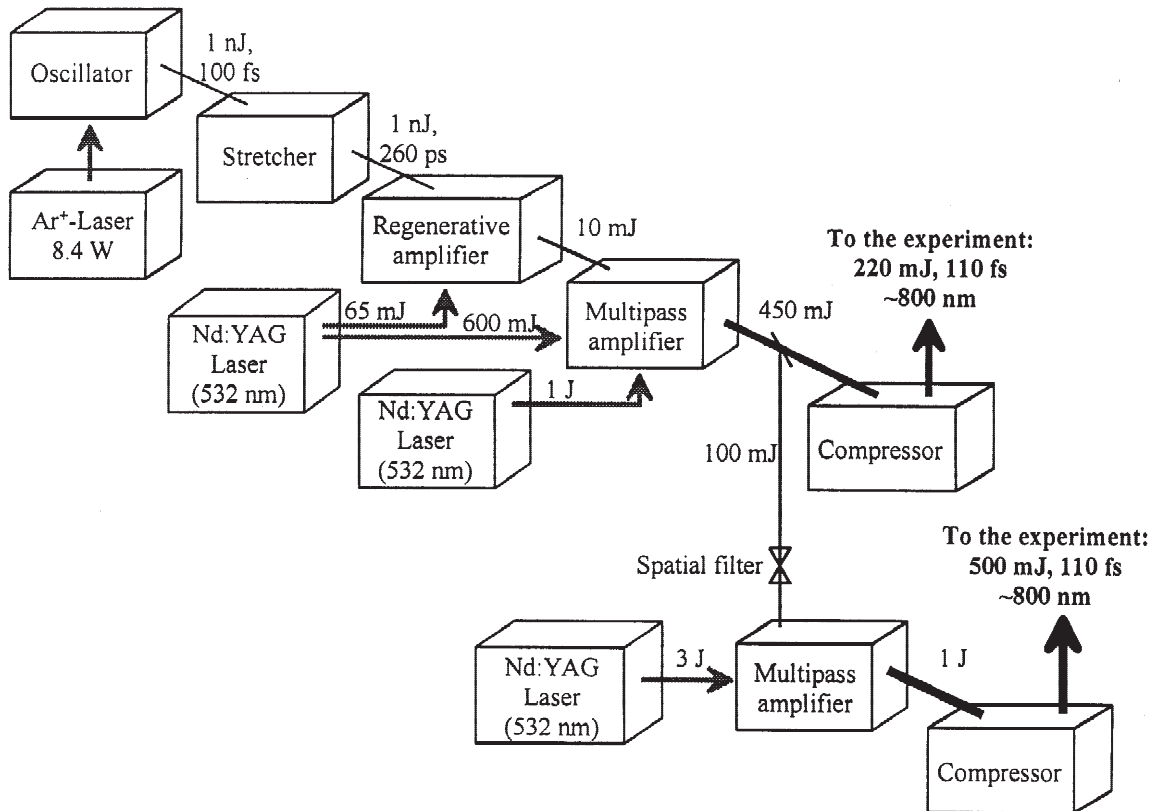 Oscillator
1 nJ,
100 fs
Ar⁺-Laser
8.4 W
Stretcher
1 nJ,
260 ps
Regenerative
amplifier
10 mJ
Nd:YAG
Laser
(532 nm)
65 mJ
600 mJ
Multipass
amplifier
Nd:YAG
Laser
(532 nm)
1 J
450 mJ
To the experiment:
220 mJ, 110 fs
~800 nm
Compressor
100 mJ
Spatial filter
Nd:YAG
Laser
(532 nm)
3 J
Multipass
amplifier
1 J
To the experiment:
500 mJ, 110 fs
~800 nm
Compressor